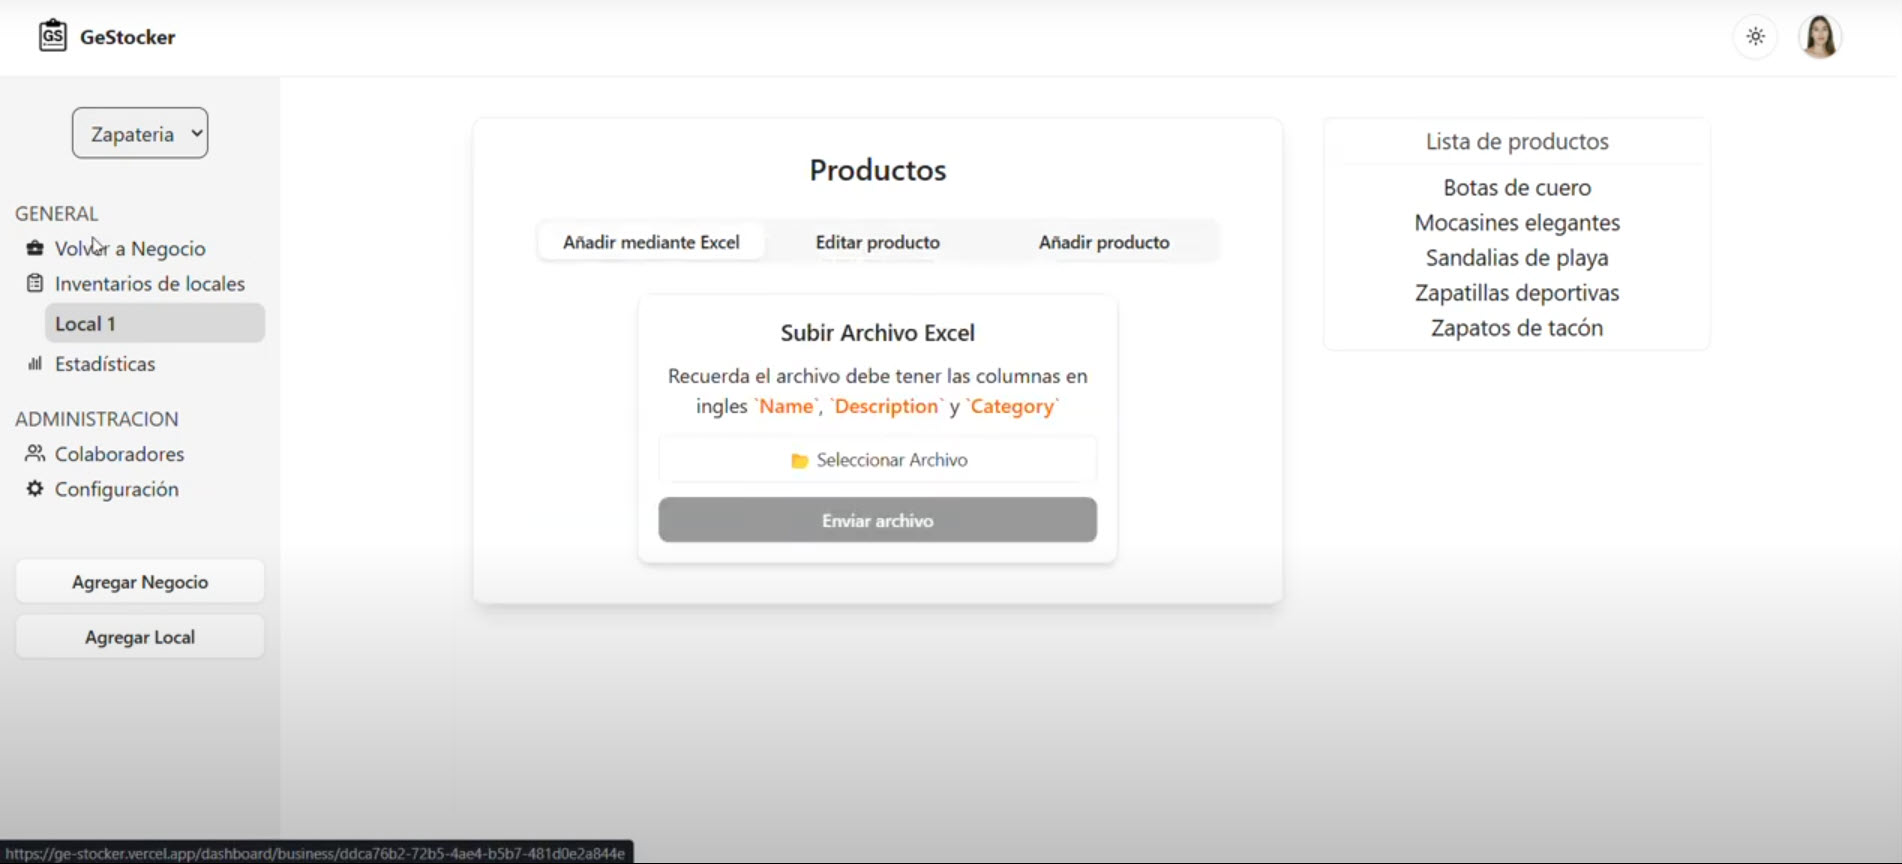 GS
GeStocker
Zapateria
GENERAL
Volver a Negocio
Inventarios de locales
Local 1
Estadísticas
ADMINISTRACION
Colaboradores
Configuración
Agregar Negocio
Agregar Local
Productos
Añadir mediante Excel
Editar producto
Añadir producto
Subir Archivo Excel
Recuerda el archivo debe tener las columnas en
ingles `Name`, `Description` y `Category`
Seleccionar Archivo
Enviar archivo
Lista de productos
Botas de cuero
Mocasines elegantes
Sandalias de playa
Zapatillas deportivas
Zapatos de tacón
https://ge-stocker.vercel.app/dashboard/business/ddca76b2-72b5-4ae4-b5b7-481d0e2a844e